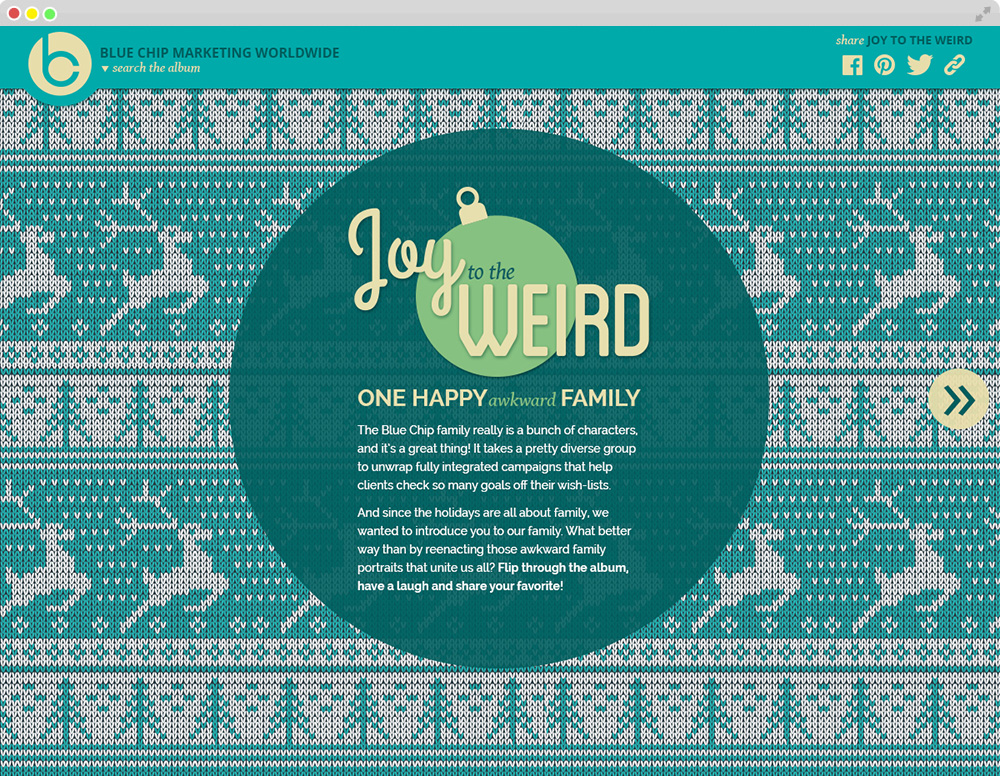 BLUE CHIP MARKETING WORLDWIDE
▼ search the album
share JOY TO THE WEIRD
Joy
to the
WEIRD
ONE HAPPY awkward FAMILY
The Blue Chip family really is a bunch of characters,
and it's a great thing! It takes a pretty diverse group
to unwrap fully integrated campaigns that help
clients check so many goals off their wish-lists.
And since the holidays are all about family, we
wanted to introduce you to our family. What better
way than by reenacting those awkward family
portraits that unite us all? Flip through the album,
have a laugh and share your favorite!